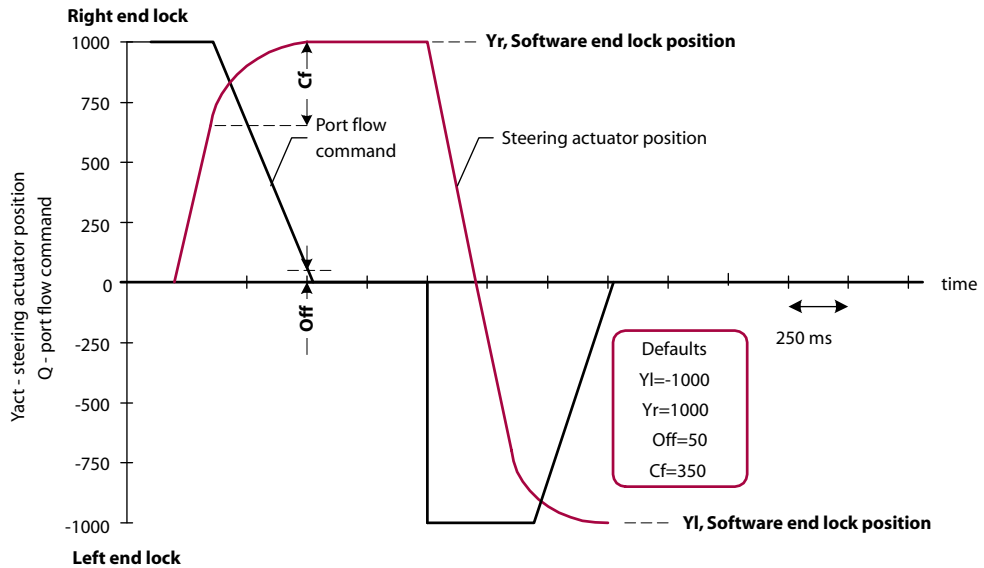 Right end lock
1000
750
500
250
0
-250
-500
-750
-1000
Left end lock
Yact - steering actuator position
Q - port flow command
Cf
Port flow
command
Off
Yr, Software end lock position
Steering actuator position
time
250 ms
Defaults
Yl=-1000
Yr=1000
Off=50
Cf=350
Yl, Software end lock position